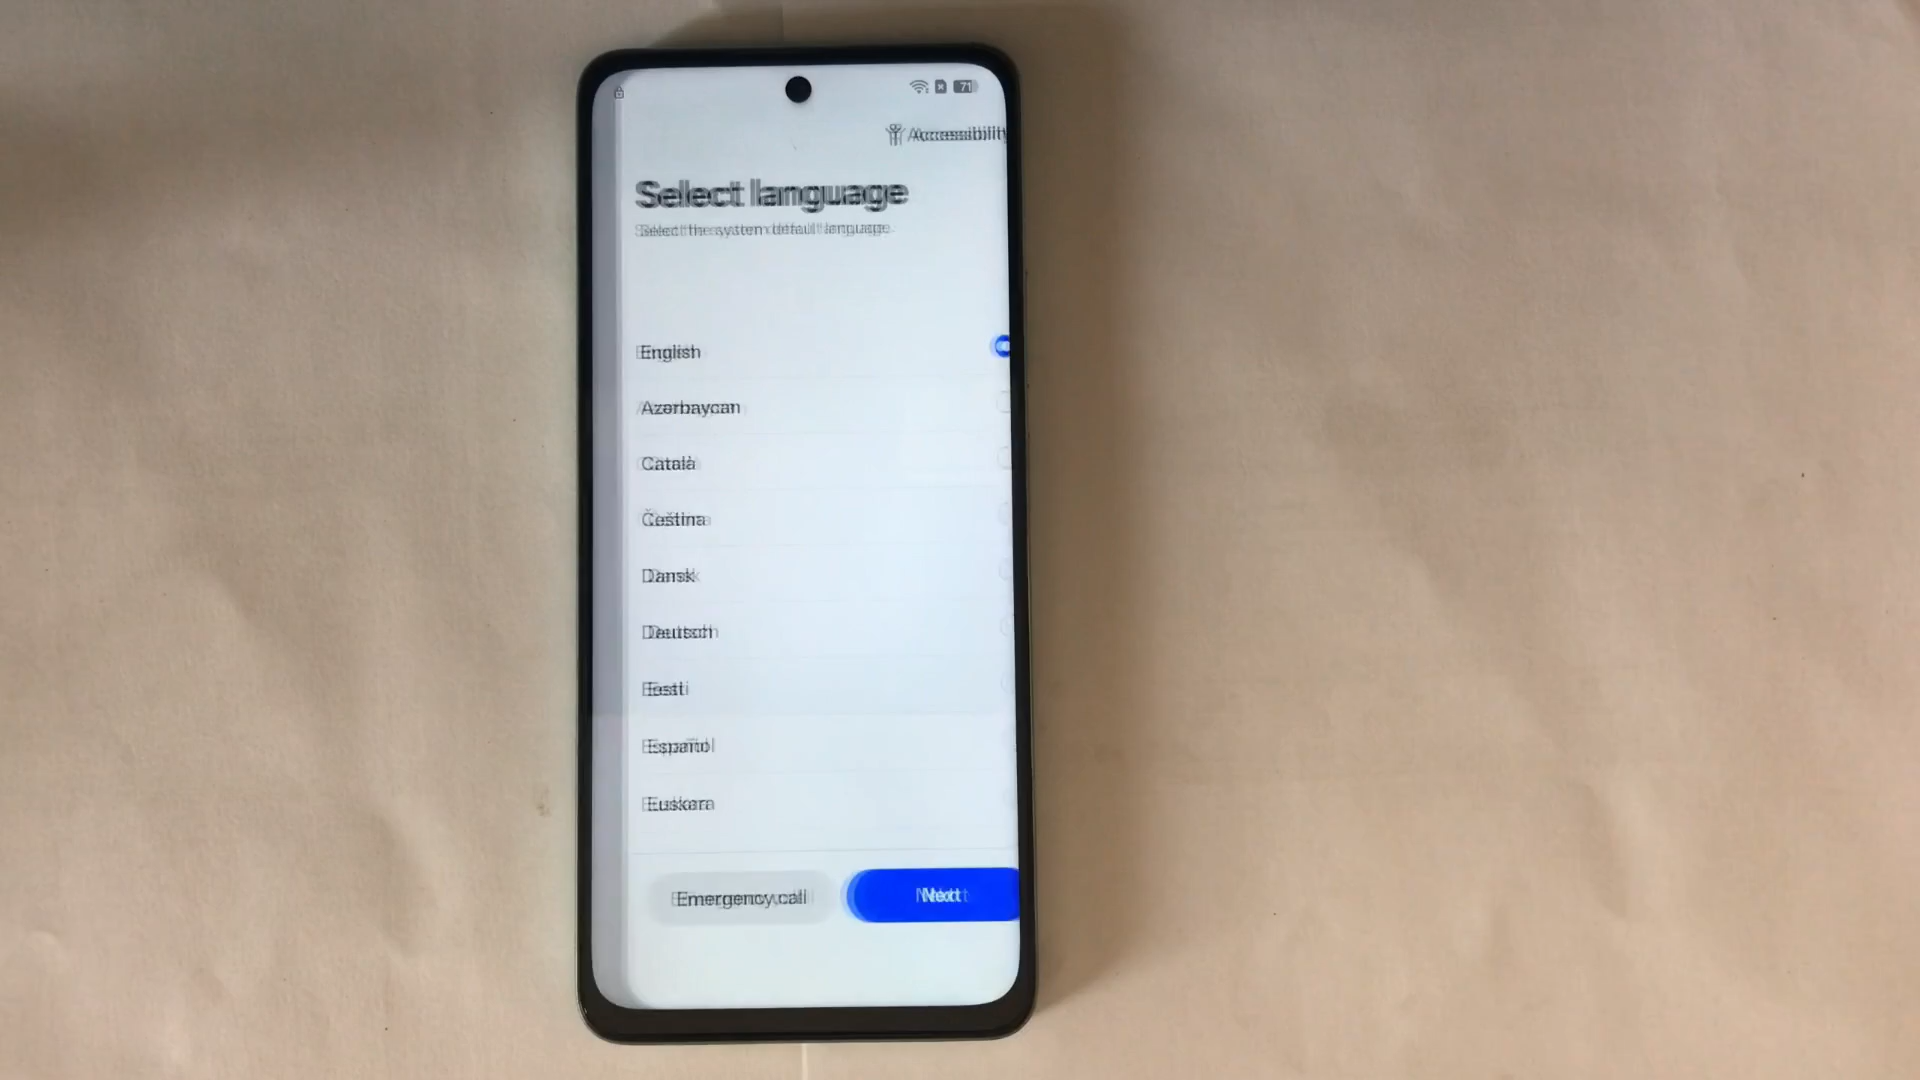 71
Accessibility
Select language
Select the system default language.
English
Azərbaycan
Català
Čeština
Dansk
Deutsch
Eesti
Español
Euskara
Emergency call
Next